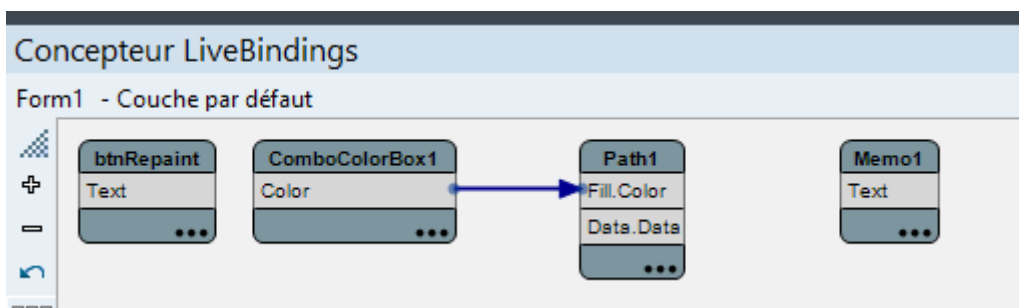 Concepteur LiveBindings
Form1 - Couche par défaut
btnRepaint
Text
ComboColorBox1
Color
Path1
Fill.Color
Data.Data
Memo1
Text